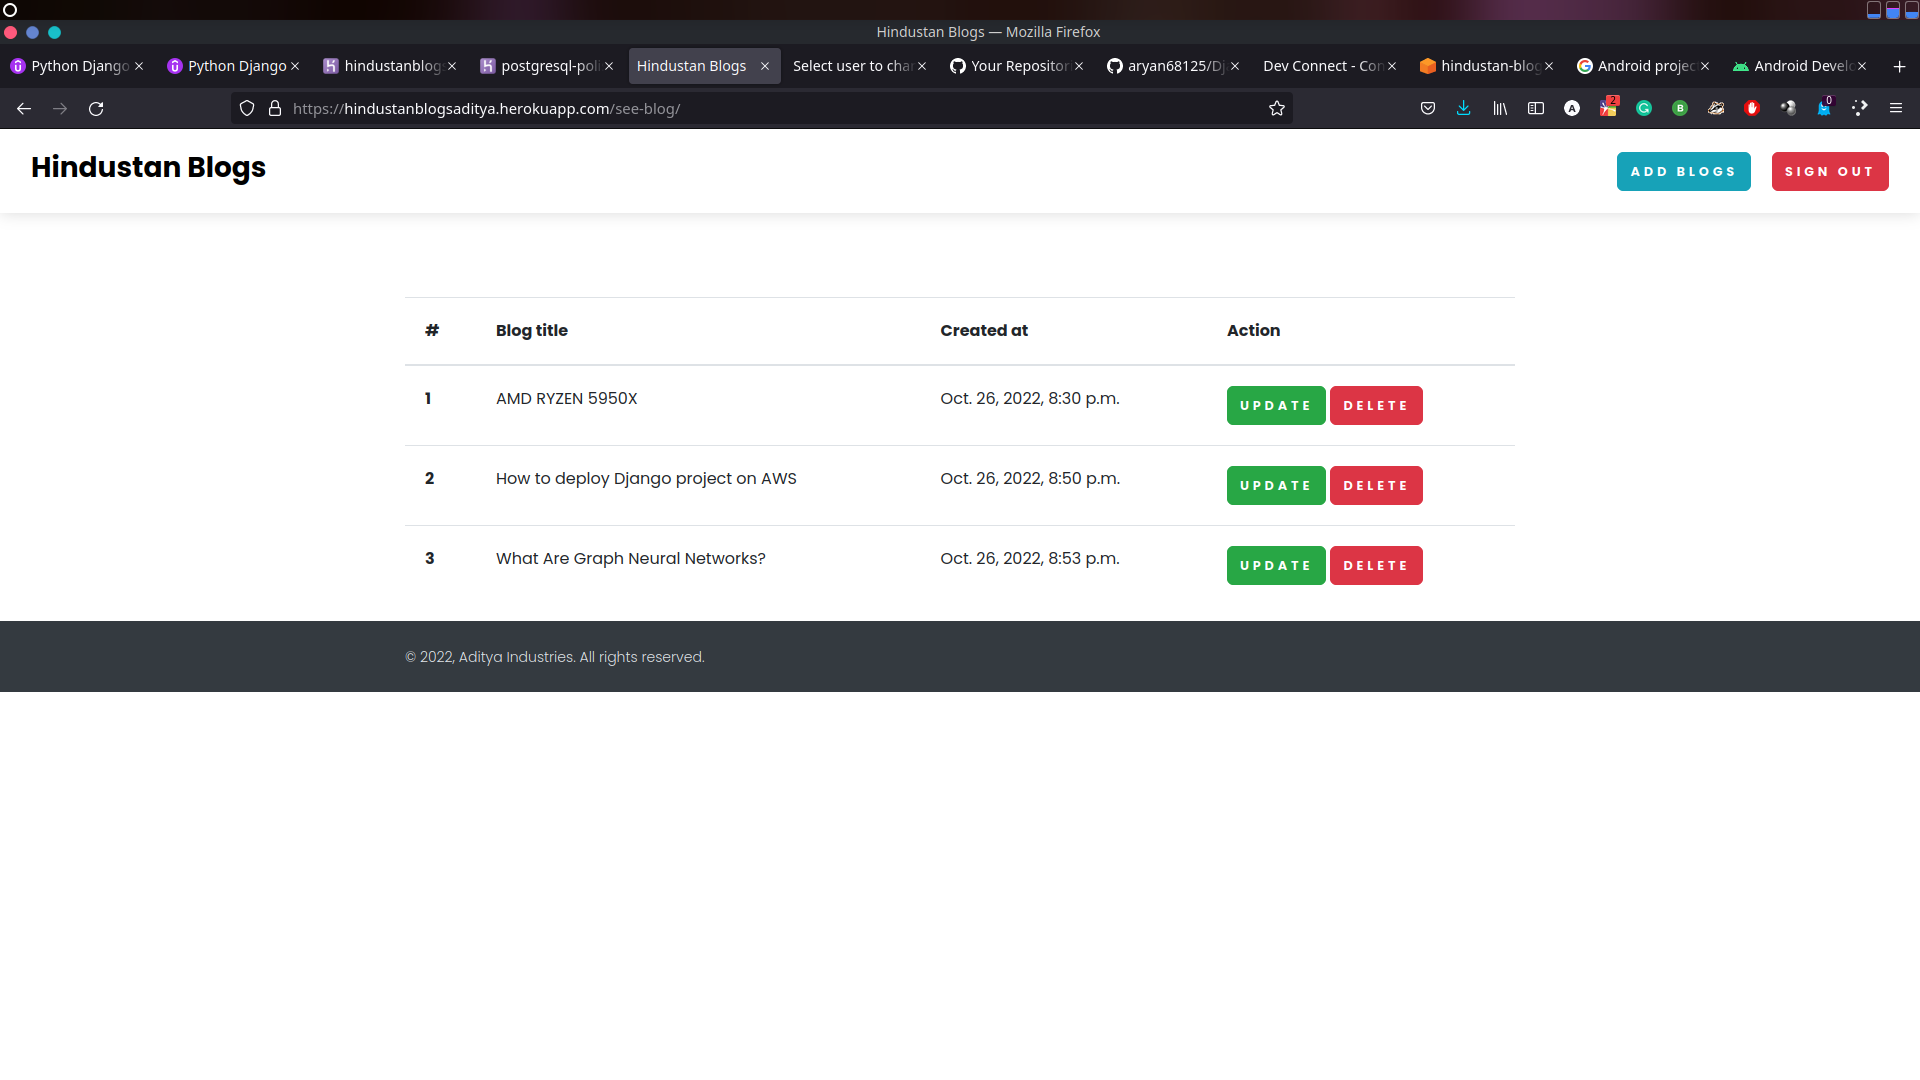 Hindustan Blogs — Mozilla Firefox
Python Django
Python Django
hindustanblog
postgresql-poli
Hindustan Blogs
Select user to chan
Your Repositori
aryan68125/Dj
Dev Connect - Con
hindustan-blog
Android projec
Android Develo
https://hindustanblogsaditya.herokuapp.com/see-blog/
2
0
Hindustan Blogs
ADD BLOGS
SIGN OUT
# Blog title Created at Action
1 AMD RYZEN 5950X Oct. 26, 2022, 8:30 p.m. UPDATE DELETE
2 How to deploy Django project on AWS Oct. 26, 2022, 8:50 p.m. UPDATE DELETE
3 What Are Graph Neural Networks? Oct. 26, 2022, 8:53 p.m. UPDATE DELETE
© 2022, Aditya Industries. All rights reserved.